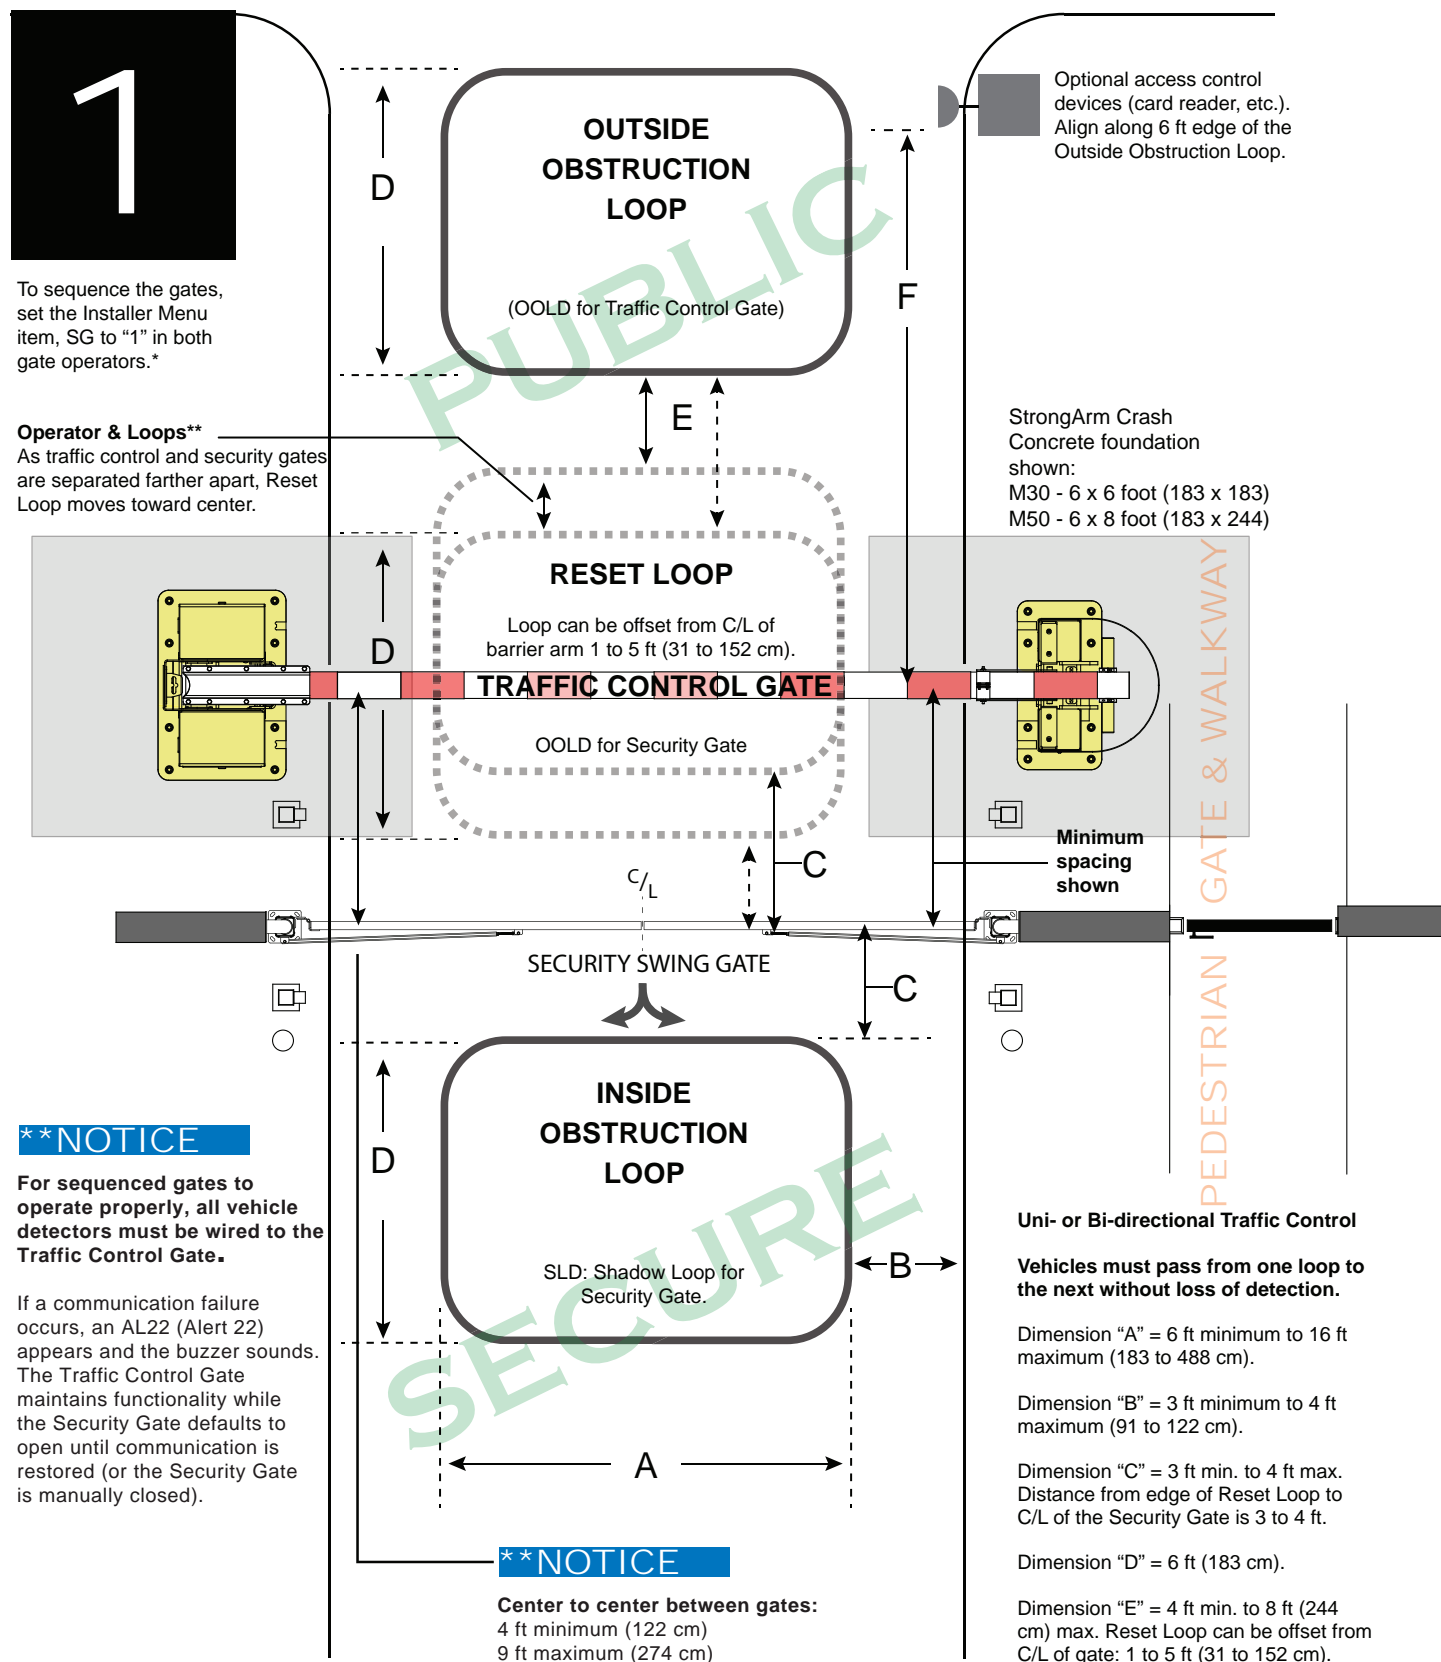 1
To sequence the gates,
set the Installer Menu
item, SG to “1” in both
gate operators.*
Operator & Loops**
As traffic control and security gates
are separated farther apart, Reset
Loop moves toward center.
D
OUTSIDE
OBSTRUCTION
LOOP
(OOLD for Traffic Control Gate)
PUBLIC
E
F
Optional access control
devices (card reader, etc.).
Align along 6 ft edge of the
Outside Obstruction Loop.
StrongArm Crash
Concrete foundation
shown:
M30 - 6 x 6 foot (183 x 183)
M50 - 6 x 8 foot (183 x 244)
D
RESET LOOP
Loop can be offset from C/L of
barrier arm 1 to 5 ft (31 to 152 cm).
TRAFFIC CONTROL GATE
OOLD for Security Gate
C
Minimum
spacing
shown
PEDESTRIAN GATE & WALKWAY
C/L
SECURITY SWING GATE
C
D
INSIDE
OBSTRUCTION
LOOP
SLD: Shadow Loop for
Security Gate.
SECURE
B
A
**NOTICE
For sequenced gates to
operate properly, all vehicle
detectors must be wired to the
Traffic Control Gate.
If a communication failure
occurs, an AL22 (Alert 22)
appears and the buzzer sounds.
The Traffic Control Gate
maintains functionality while
the Security Gate defaults to
open until communication is
restored (or the Security Gate
is manually closed).
**NOTICE
Center to center between gates:
4 ft minimum (122 cm)
9 ft maximum (274 cm)
Uni- or Bi-directional Traffic Control
Vehicles must pass from one loop to
the next without loss of detection.
Dimension “A” = 6 ft minimum to 16 ft
maximum (183 to 488 cm).
Dimension “B” = 3 ft minimum to 4 ft
maximum (91 to 122 cm).
Dimension “C” = 3 ft min. to 4 ft max.
Distance from edge of Reset Loop to
C/L of the Security Gate is 3 to 4 ft.
Dimension “D” = 6 ft (183 cm).
Dimension “E” = 4 ft min. to 8 ft (244
cm) max. Reset Loop can be offset from
C/L of gate: 1 to 5 ft (31 to 152 cm).